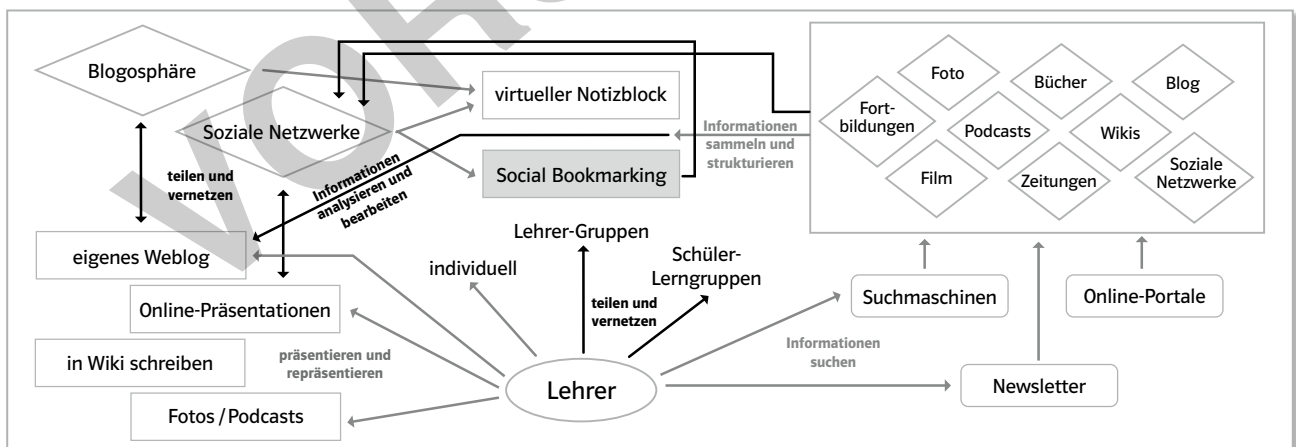 Blogosphäre
Soziale Netzwerke
virtueller Notizblock
Social Bookmarking
teilen und
vernetzen
Informationen
analysieren und
bearbeiten
Informationen
sammeln und
strukturieren
Foto
Bücher
Blog
Fort-
bildungen
Podcasts
Wikis
Film
Zeitungen
Soziale
Netzwerke
eigenes Weblog
Online-Präsentationen
in Wiki schreiben
Fotos / Podcasts
präsentieren und
repräsentieren
individuell
Lehrer-Gruppen
Schüler-
Lerngruppen
teilen und
vernetzen
Lehrer
Suchmaschinen
Online-Portale
Informationen
suchen
Newsletter